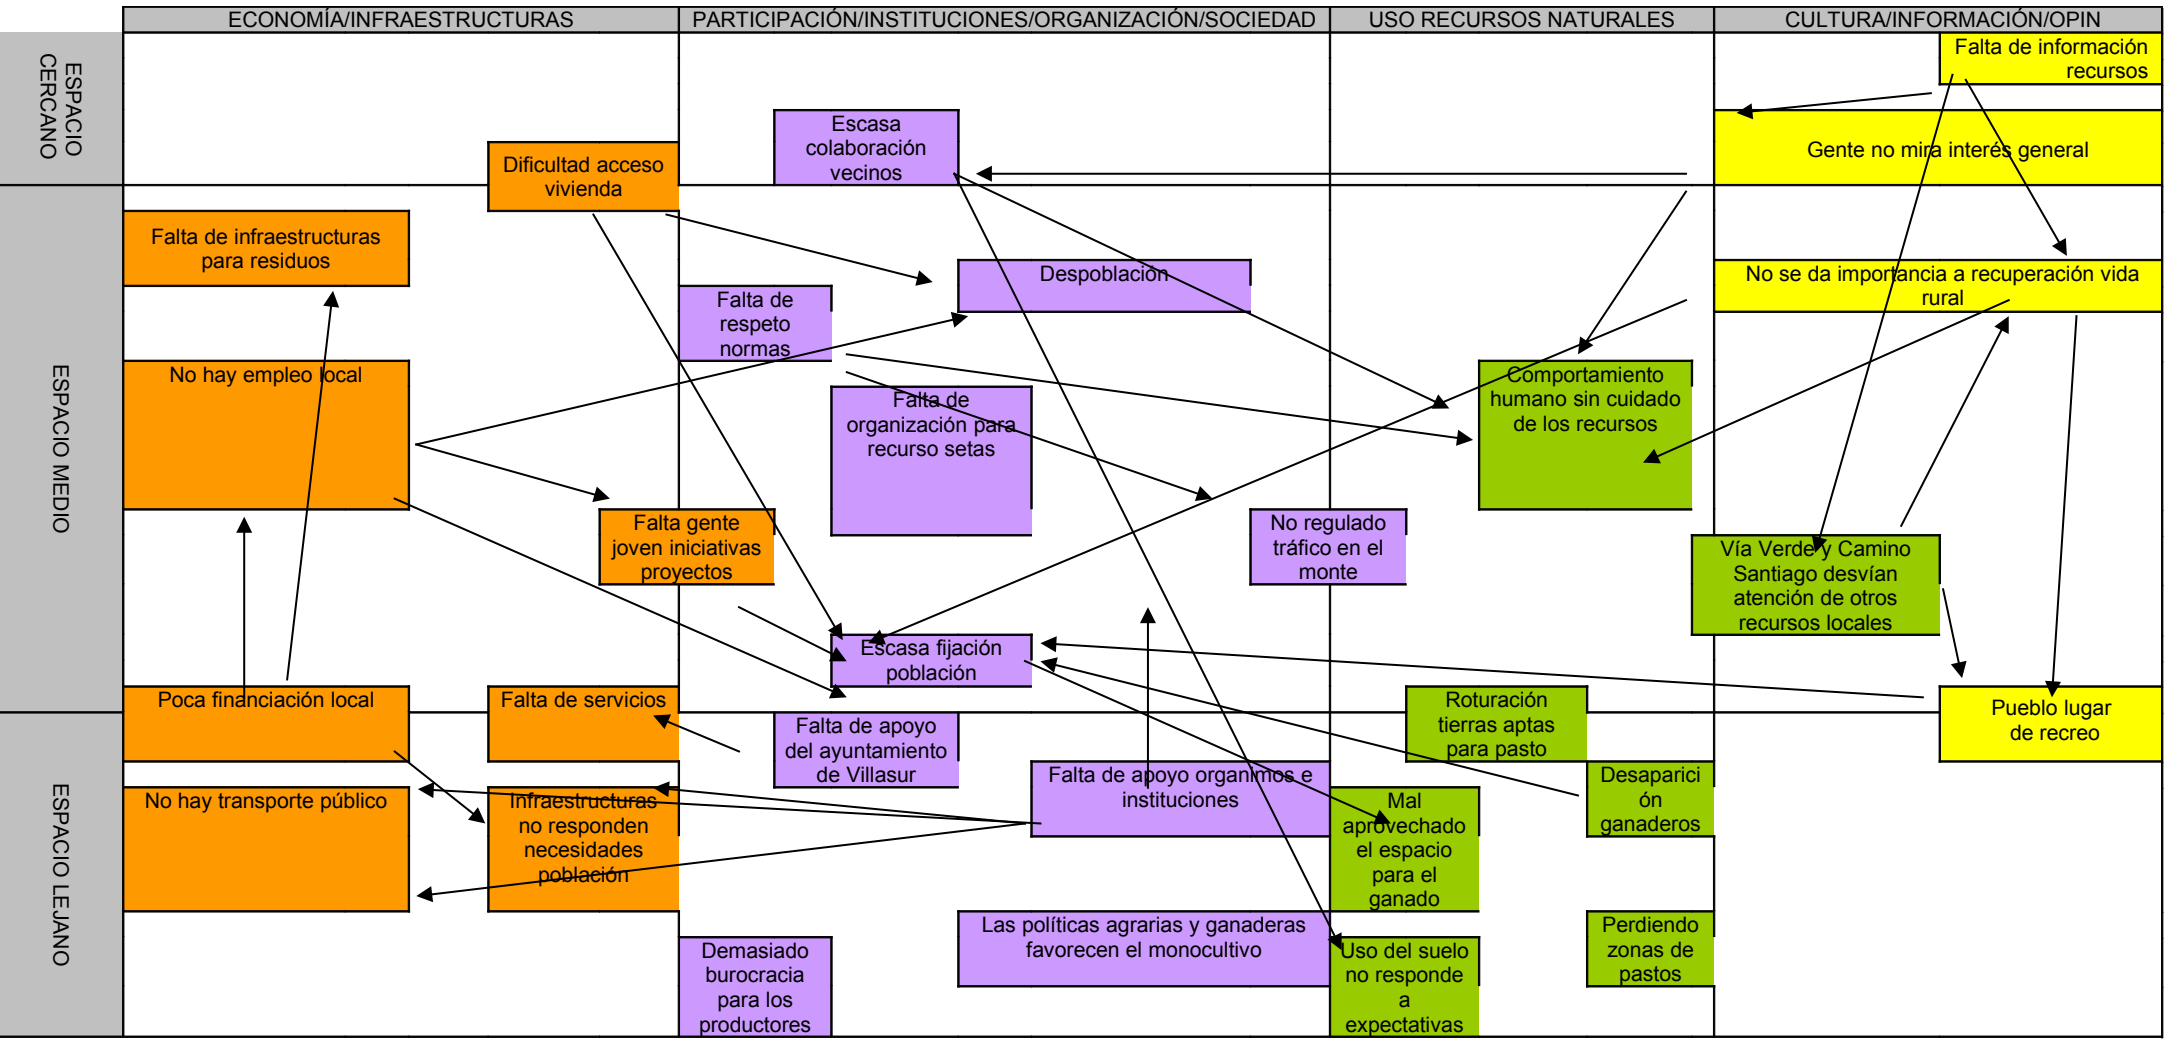 ECONOMÍA/INFRAESTRUCTURAS
PARTICIPACIÓN/INSTITUCIONES/ORGANIZACIÓN/SOCIEDAD
USO RECURSOS NATURALES
CULTURA/INFORMACIÓN/OPIN
ESPACIO
CERCANO
Falta de información
recursos
Escasa
colaboración
vecinos
Gente no mira interés general
Dificultad acceso
vivienda
ESPACIO MEDIO
Falta de infraestructuras
para residuos
Despoblación
No se da importancia a recuperación vida
rural
Falta de
respeto
normas
No hay empleo local
Falta de
organización para
recurso setas
Comportamiento
humano sin cuidado
de los recursos
Falta gente
joven iniciativas
proyectos
No regulado
tráfico en el
monte
Vía Verde y Camino
Santiago desvían
atención de otros
recursos locales
Escasa fijación
población
Poca financiación local
Falta de servicios
Roturación
tierras aptas
para pasto
Pueblo lugar
de recreo
ESPACIO LEJANO
Falta de apoyo
del ayuntamiento
de Villasur
Falta de apoyo organimos e
instituciones
Desaparici
ón
ganaderos
No hay transporte público
Infraestructuras
no responden
necesidades
población
Mal
aprovechado
el espacio
para el
ganado
Las políticas agrarias y ganaderas
favorecen el monocultivo
Perdiendo
zonas de
pastos
Demasiado
burocracia
para los
productores
Uso del suelo
no responde
a
expectativas